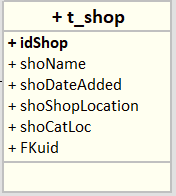 + t_shop
+ idShop
+ shoName
+ shoDateAdded
+ shoShopLocation
+ shoCatLoc
+ FKuid